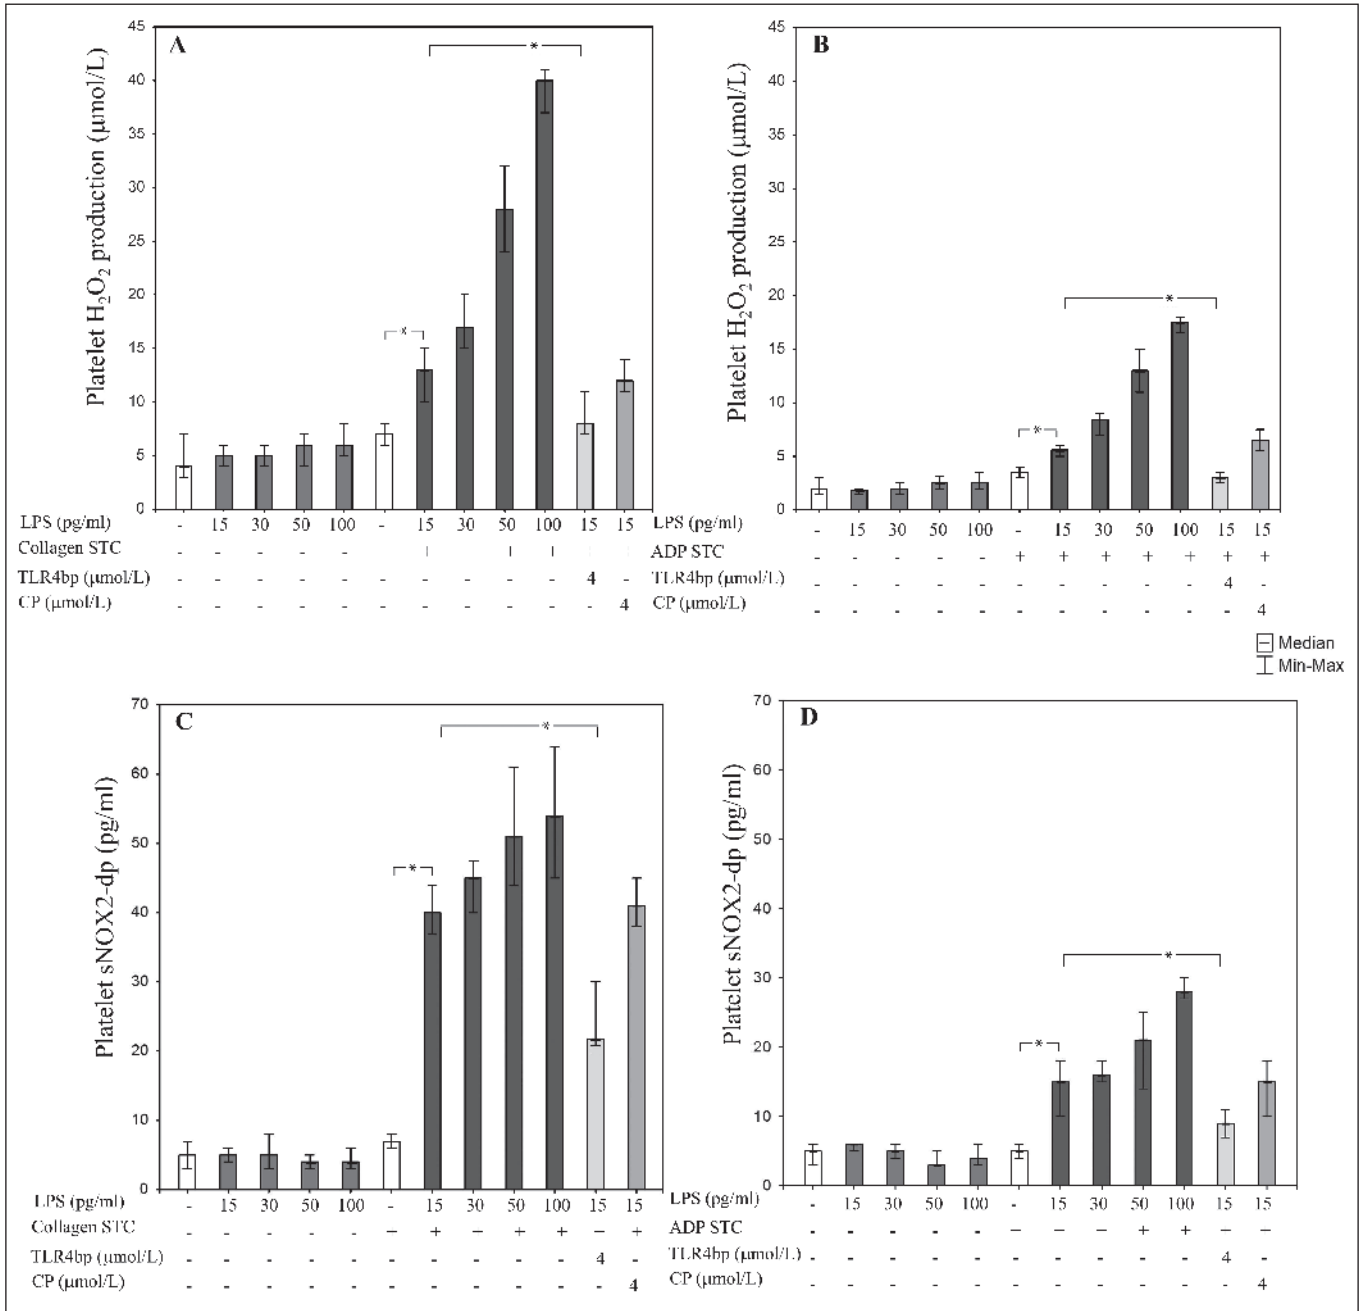 A
45
40
35
30
25
20
15
10
5
0
Platelet H₂O₂ production (μmol/L)
* *
LPS (pg/ml) - 15 30 50 100 - 15 30 50 100 15 15
Collagen STC - - - - -
TLR4bp (μmol/L) - - - - - - - - - - 4 -
CP (μmol/L) - - - - - - - - - - - 4
B
45
40
35
30
25
20
15
10
5
0
Platelet H₂O₂ production (μmol/L)
* *
LPS (pg/ml) - 15 30 50 100 - 15 30 50 100 15 15
ADP STC - - - - - + + + + + + +
TLR4bp (μmol/L) - - - - - - - - - - 4 -
CP (μmol/L) - - - - - - - - - - - 4
Median
Min-Max
C
70
60
50
40
30
20
10
0
Platelet sNOX2-dp (pg/ml)
* *
LPS (pg/ml) - 15 30 50 100 - 15 30 50 100 15 15
Collagen STC - - - - - − + − + + − +
TLR4bp (μmol/L) - - - - - - - - - - 4 -
CP (μmol/L) - - - - - - - - - - - 4
D
70
60
50
40
30
20
10
0
Platelet sNOX2-dp (pg/ml)
* *
LPS (pg/ml) - 15 30 50 100 - 15 30 50 100 15 15
ADP STC - - - - - − − − + + − −
TLR4bp (μmol/L) - - - - - - - - - - 4 -
CP (μmol/L) - - - - - - - - - - - 4